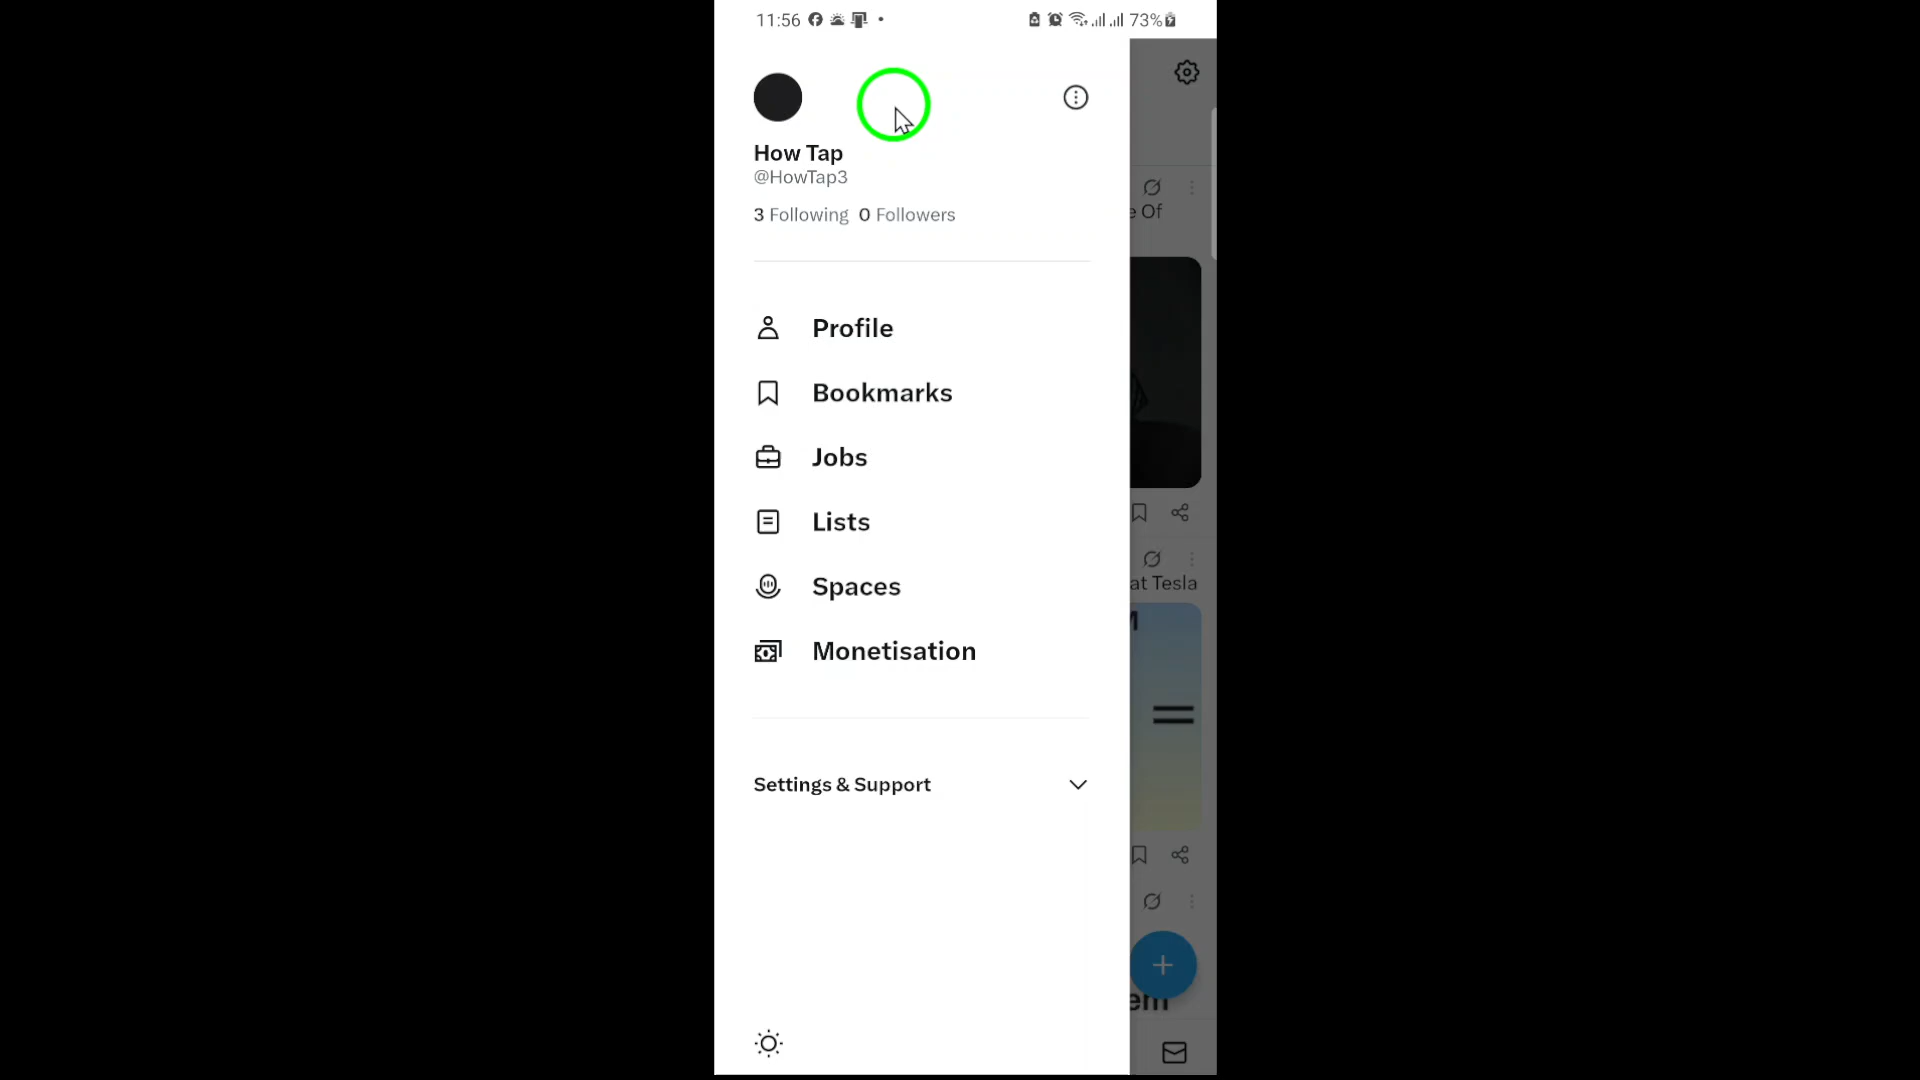 11:56
73%
How Tap
@HowTap3
3 Following 0 Followers
Profile
Bookmarks
Jobs
Lists
Spaces
Monetisation
Settings & Support
e Of
at Tesla
em